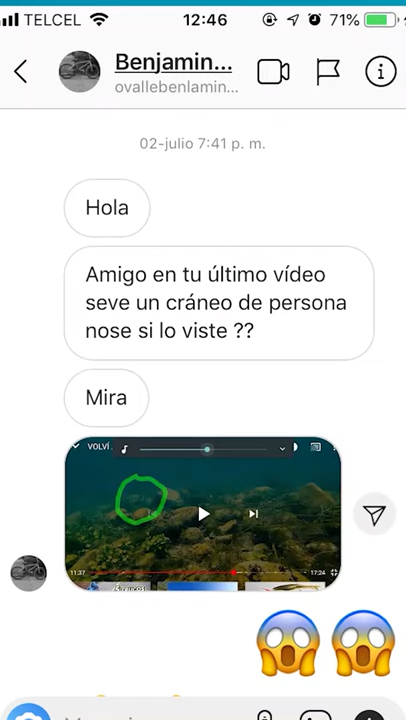 TELCEL 12:46 71%
Benjamin...
ovallebenlamin...
02-julio 7:41 p. m.
Hola
Amigo en tu último vídeo
seve un cráneo de persona
nose si lo viste ??
Mira
VOLVÍ
11:37 17:24